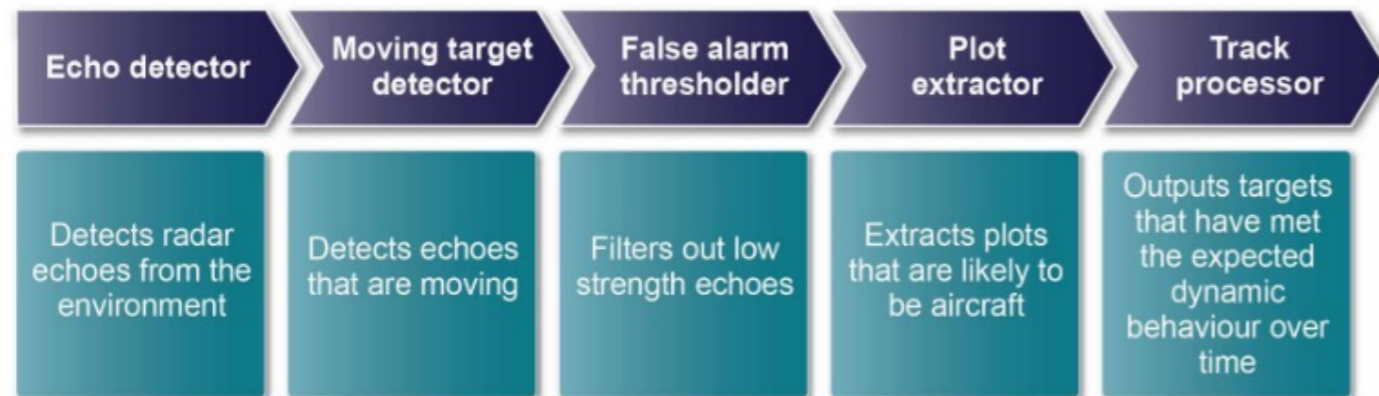 Echo detector
Moving target
detector
False alarm
thresholder
Plot
extractor
Track
processor
Detects radar
echoes from the
environment
Detects echoes
that are moving
Filters out low
strength echoes
Extracts plots
that are likely to
be aircraft
Outputs targets
that have met
the expected
dynamic
behaviour over
time